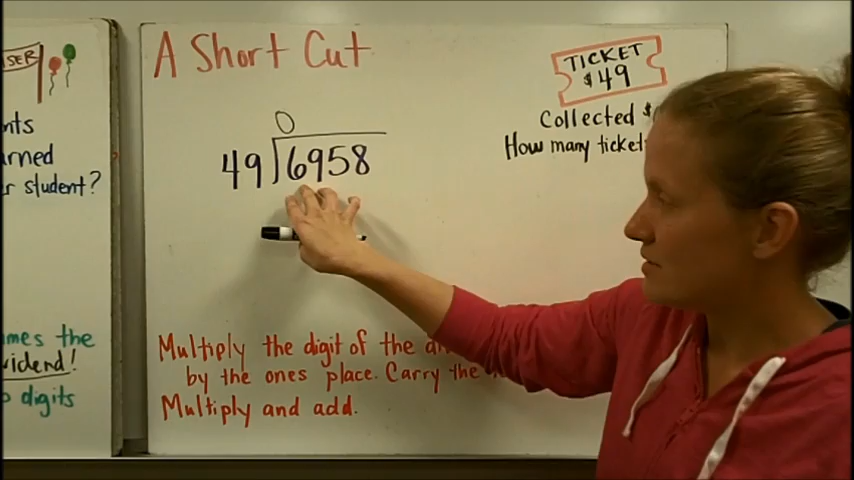 A Short Cut
TICKET
$49
Collected $
How many ticket
0
49 6958
Multiply the digit of the
by the ones place. Carry the
Multiply and add.
nts
arned
r student?
mes the
vidend!
digits